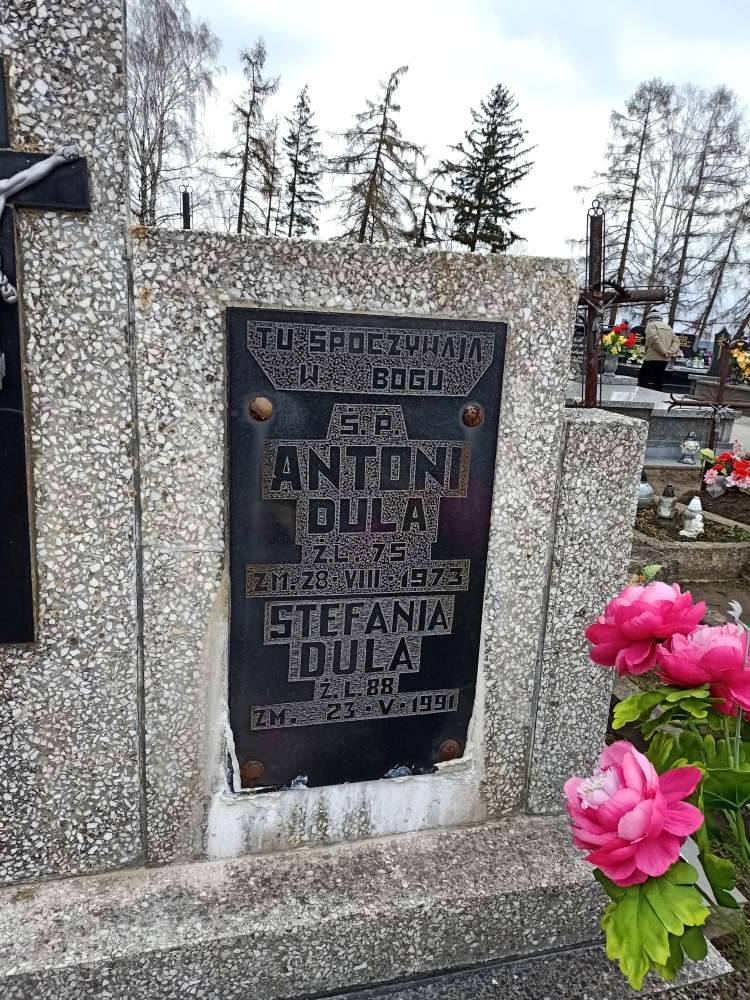 TU SPOCZYWAJĄ
W BOGU
Ś.P.
ANTONI
DULA
Ż.L. 75
ZM. 28·VIII·1973
STEFANIA
DULA
Ż.L. 88
ZM. 23·V·1991